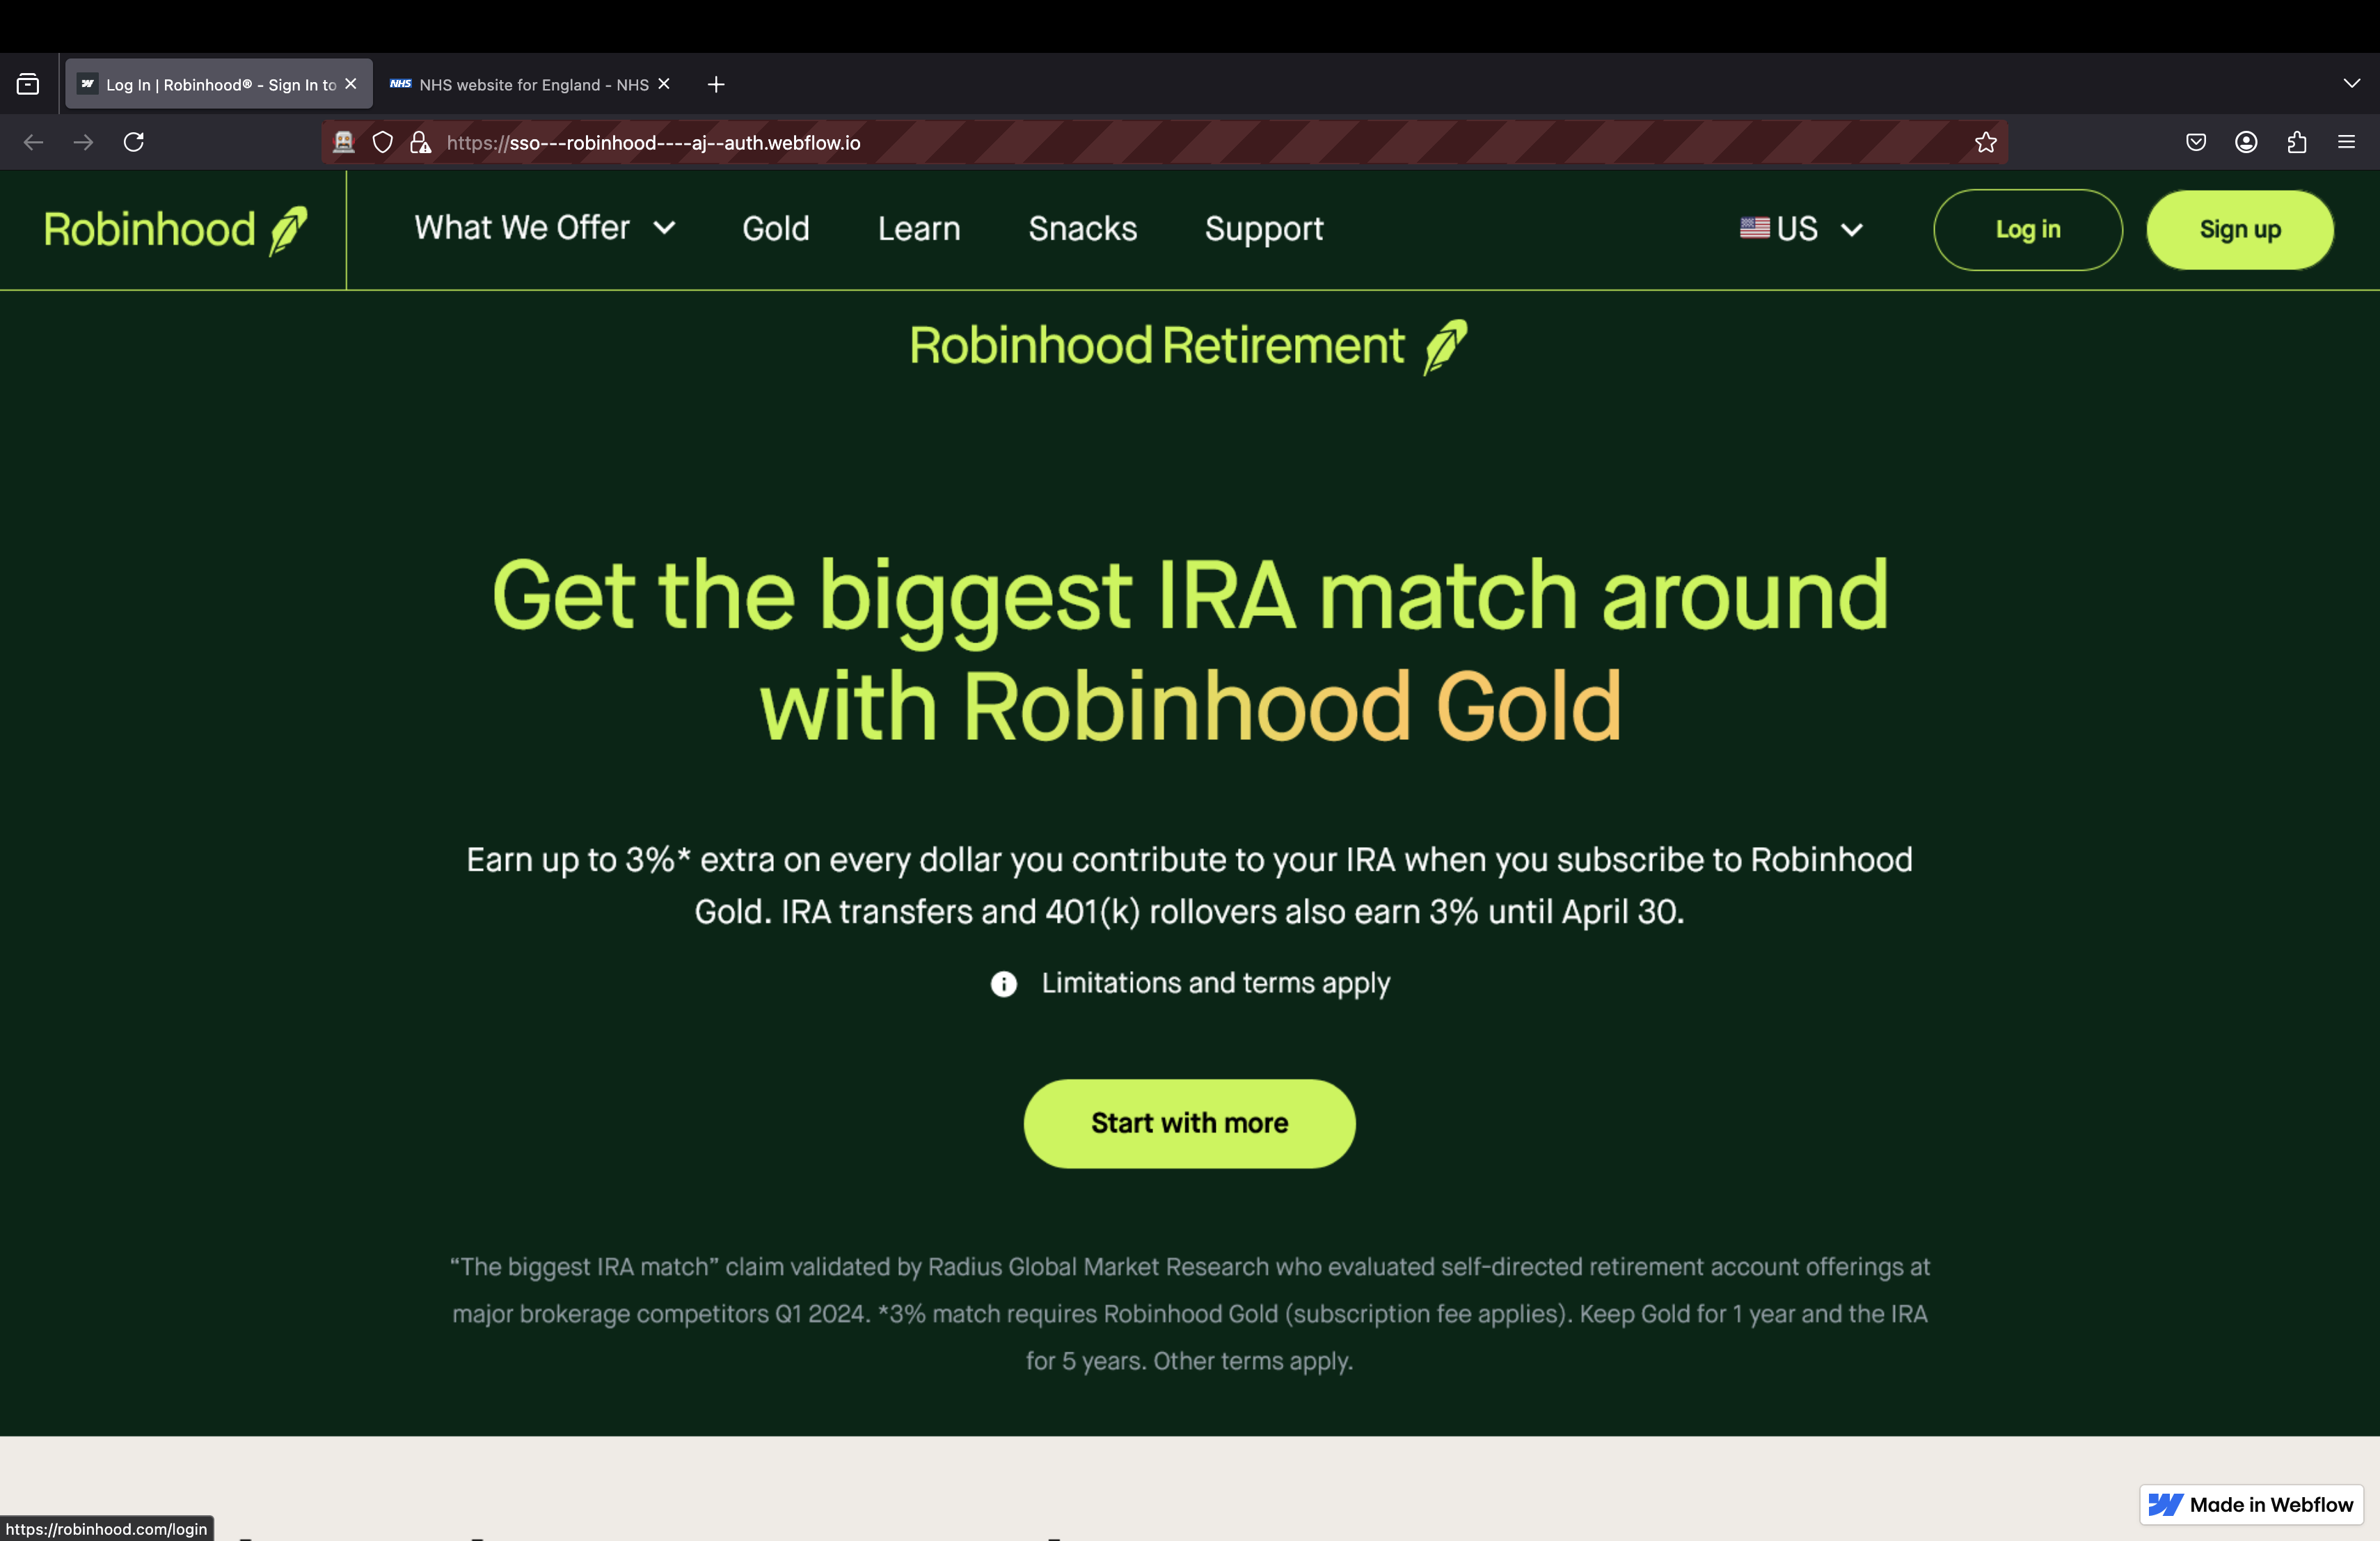 Log In | Robinhood® - Sign In to
NHS NHS website for England - NHS
https://sso---robinhood----aj--auth.webflow.io
Robinhood
What We Offer
Gold
Learn
Snacks
Support
US
Log in
Sign up
Robinhood Retirement
Get the biggest IRA match around
with Robinhood Gold
Earn up to 3%* extra on every dollar you contribute to your IRA when you subscribe to Robinhood
Gold. IRA transfers and 401(k) rollovers also earn 3% until April 30.
Limitations and terms apply
Start with more
“The biggest IRA match” claim validated by Radius Global Market Research who evaluated self-directed retirement account offerings at
major brokerage competitors Q1 2024. *3% match requires Robinhood Gold (subscription fee applies). Keep Gold for 1 year and the IRA
for 5 years. Other terms apply.
Made in Webflow
https://robinhood.com/login